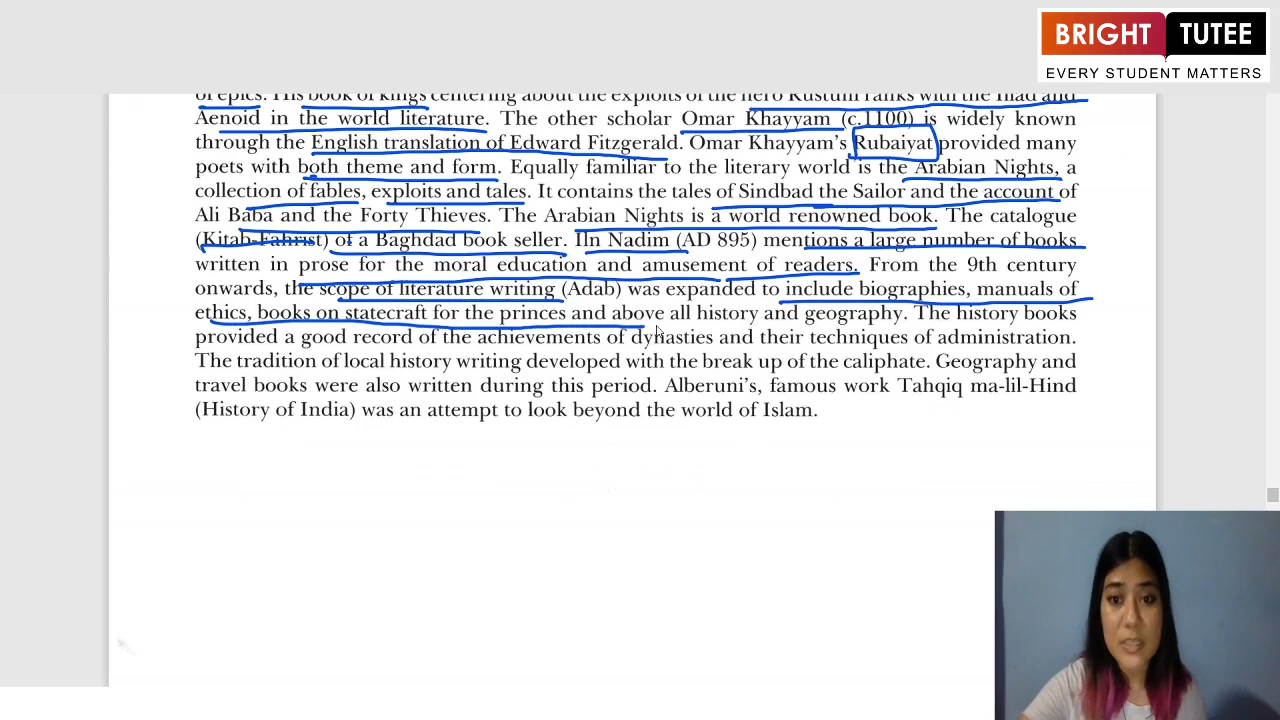 BRIGHT TUTEE
EVERY STUDENT MATTERS
of epics. His book of kings centering about the exploits of the hero Rustum ranks with the Iliad and
Aenoid in the world literature. The other scholar Omar Khayyam (c.1100) is widely known
through the English translation of Edward Fitzgerald. Omar Khayyam's Rubaiyat provided many
poets with both theme and form. Equally familiar to the literary world is the Arabian Nights, a
collection of fables, exploits and tales. It contains the tales of Sindbad the Sailor and the account of
Ali Baba and the Forty Thieves. The Arabian Nights is a world renowned book. The catalogue
(Kitab-Fahrist) of a Baghdad book seller. Iln Nadim (AD 895) mentions a large number of books
written in prose for the moral education and amusement of readers. From the 9th century
onwards, the scope of literature writing (Adab) was expanded to include biographies, manuals of
ethics, books on statecraft for the princes and above all history and geography. The history books
provided a good record of the achievements of dynasties and their techniques of administration.
The tradition of local history writing developed with the break up of the caliphate. Geography and
travel books were also written during this period. Alberuni's, famous work Tahqiq ma-lil-Hind
(History of India) was an attempt to look beyond the world of Islam.